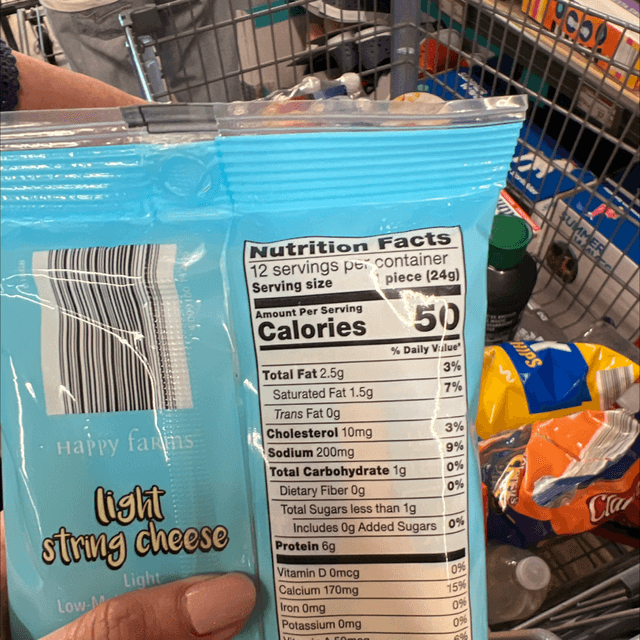 Nutrition Facts
12 servings per container
Serving size piece (24g)
Amount Per Serving
Calories 50
% Daily Value*
Total Fat 2.5g 3%
Saturated Fat 1.5g 7%
Trans Fat 0g
Cholesterol 10mg 3%
Sodium 200mg 9%
Total Carbohydrate 1g 0%
Dietary Fiber 0g 0%
Total Sugars less than 1g
Includes 0g Added Sugars 0%
Protein 6g
Vitamin D 0mcg 0%
Calcium 170mg 15%
Iron 0mg 0%
Potassium 0mg 0%
Happy farms
light
string cheese
Light
SUMMER